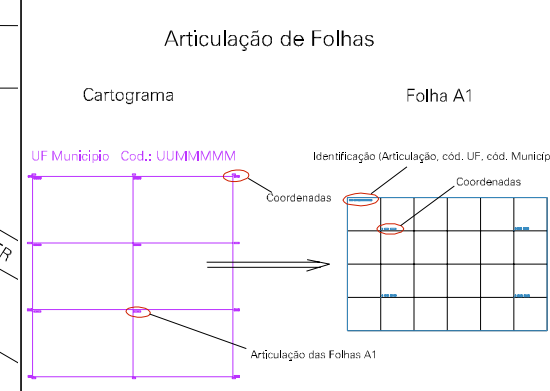 Articulação de Folhas
Cartograma
Folha A1
UF Municipio Cod.: UUMMMMM
Identificação (Articulação, cód. UF, cód. Municíp
Coordenadas
Coordenadas
Articulação das Folhas A1